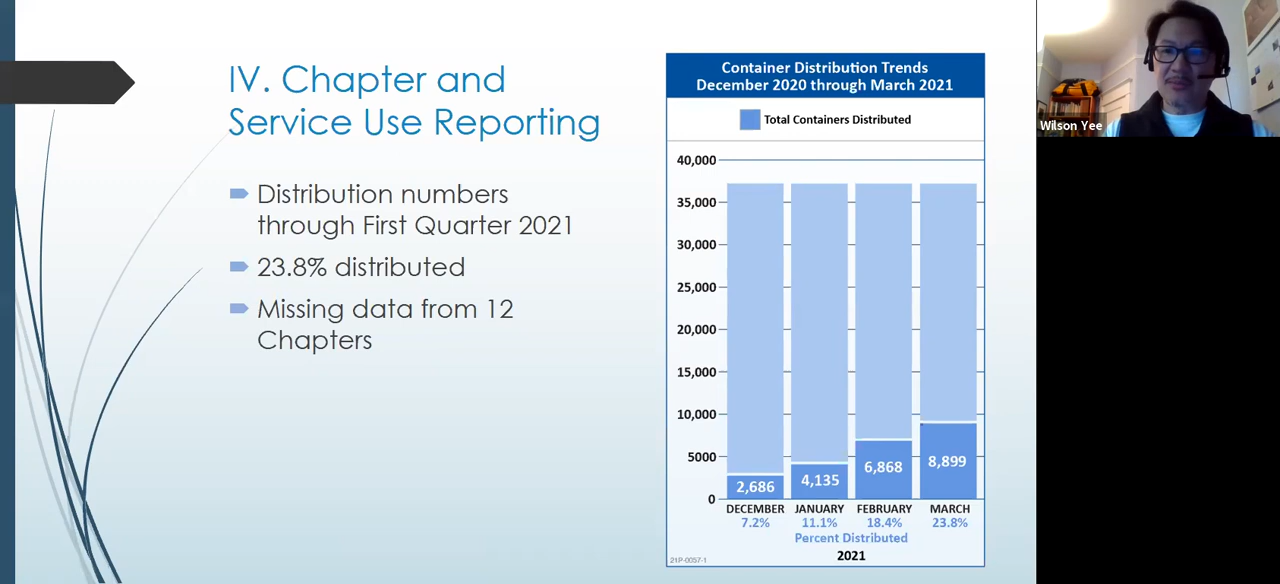 IV. Chapter and
Service Use Reporting
Distribution numbers
through First Quarter 2021
23.8% distributed
Missing data from 12
Chapters
Container Distribution Trends
December 2020 through March 2021
Total Containers Distributed
40,000
35,000
30,000
25,000
20,000
15,000
10,000
5000
0
2,686
4,135
6,868
8,899
DECEMBER JANUARY FEBRUARY MARCH
7.2% 11.1% 18.4% 23.8%
Percent Distributed
2021
21P-0057-1
Wilson Yee